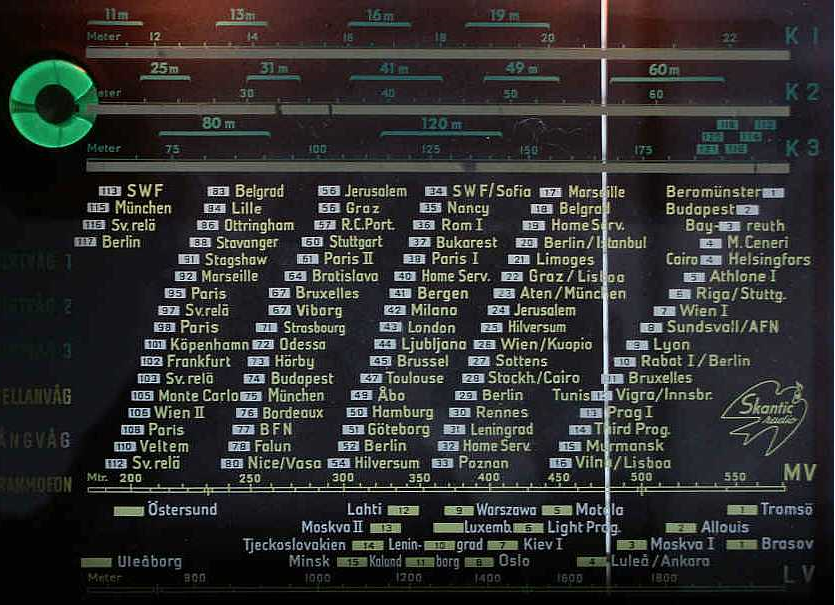 11m 13m 16m 19m
Meter 12 14 16 18 20 22 K 1
25m 31m 41m 49m 60m
Meter 30 40 50 60 K 2
80 m 120 m
Meter 75 100 125 150 175 K 3
113 SWF 83 Belgrad 56 Jerusalem 34 SWF/Sofia 17 Marseille Beromünster 1
115 München 84 Lille 56 Graz 35 Nancy 18 Belgrad Budapest 2
116 Sv.relä 86 Ottringham 57 R.C.Port. 36 Rom I 19 Home Serv. Bay- 3 reuth
117 Berlin 88 Stavanger 60 Stuttgart 37 Bukarest 20 Berlin/Istanbul 4 M.Ceneri
91 Stagshaw 61 Paris II 38 Paris I 21 Limoges Cairo 4 Helsingfors
92 Marseille 64 Bratislava 40 Home Serv. 22 Graz/Lisboa 5 Athlone I
95 Paris 67 Bruxelles 41 Bergen 23 Aten/München 6 Riga/Stuttg.
97 Sv.relä 67 Viborg 42 Milano 24 Jerusalem 7 Wien I
98 Paris 71 Strasbourg 43 London 25 Hilversum 8 Sundsvall/AFN
101 Köpenhamn 72 Odessa 44 Ljubljana 26 Wien/Kuopio 9 Lyon
102 Frankfurt 73 Hörby 45 Brussel 27 Sottens 10 Rabat I/Berlin
103 Sv.relä 74 Budapest 47 Toulouse 28 Stockh/Cairo 11 Bruxelles
ELLANVÅG 105 Monte Carlo 75 München 49 Åbo 29 Berlin Tunis 12 Vigra/Innsbr.
106 Wien II 76 Bordeaux 50 Hamburg 30 Rennes 13 Prag I
Skantic radio
ÅNGVÅG 108 Paris 77 BFN 51 Göteborg 31 Leningrad 14 Third Prog.
110 Veltem 78 Falun 52 Berlin 32 Home Serv. 15 Murmansk
112 Sv.relä 80 Nice/Vasa 54 Hilversum 33 Poznan 16 Vilna/Lisboa
RAMMOFON Mtr. 200 250 300 350 400 450 500 550 MV
Östersund Lahti 12 9 Warszawa 5 Motala 1 Tromsö
Moskva II 13 Luxemb. 6 Light Prog. 2 Allouis
Tjeckoslovakien 14 Lenin- 10 grad 7 Kiev I 3 Moskva I 1 Brasov
Uleåborg Minsk 15 Kalund 11 borg 8 Oslo 4 Luleå/Ankara
Meter 800 1000 1200 1400 1600 1800 LV